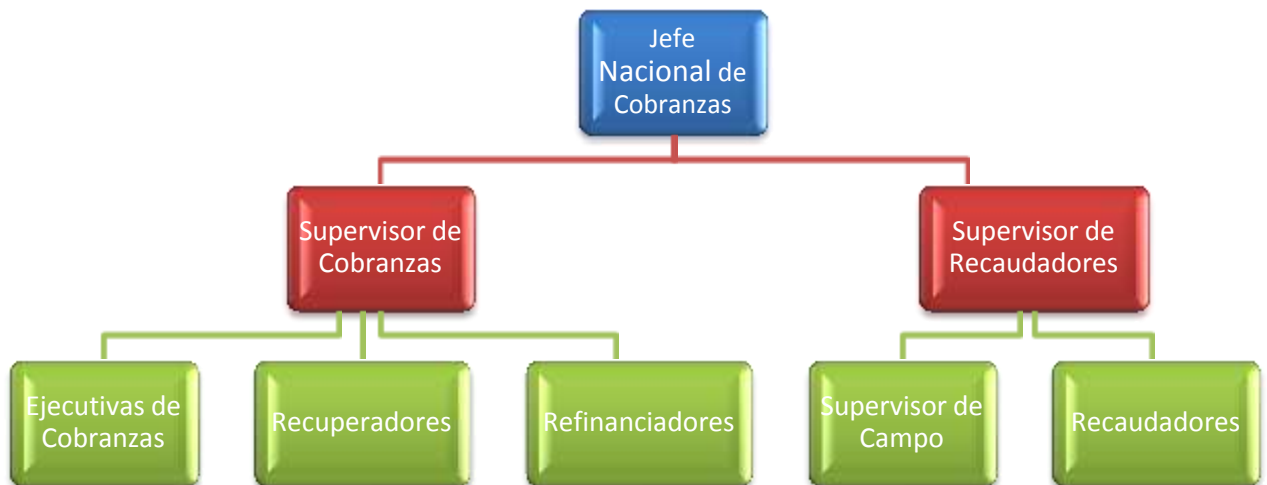 Jefe
Nacional de
Cobranzas
Supervisor de
Cobranzas
Supervisor de
Recaudadores
Ejecutivas de
Cobranzas
Recuperadores
Refinanciadores
Supervisor de
Campo
Recaudadores